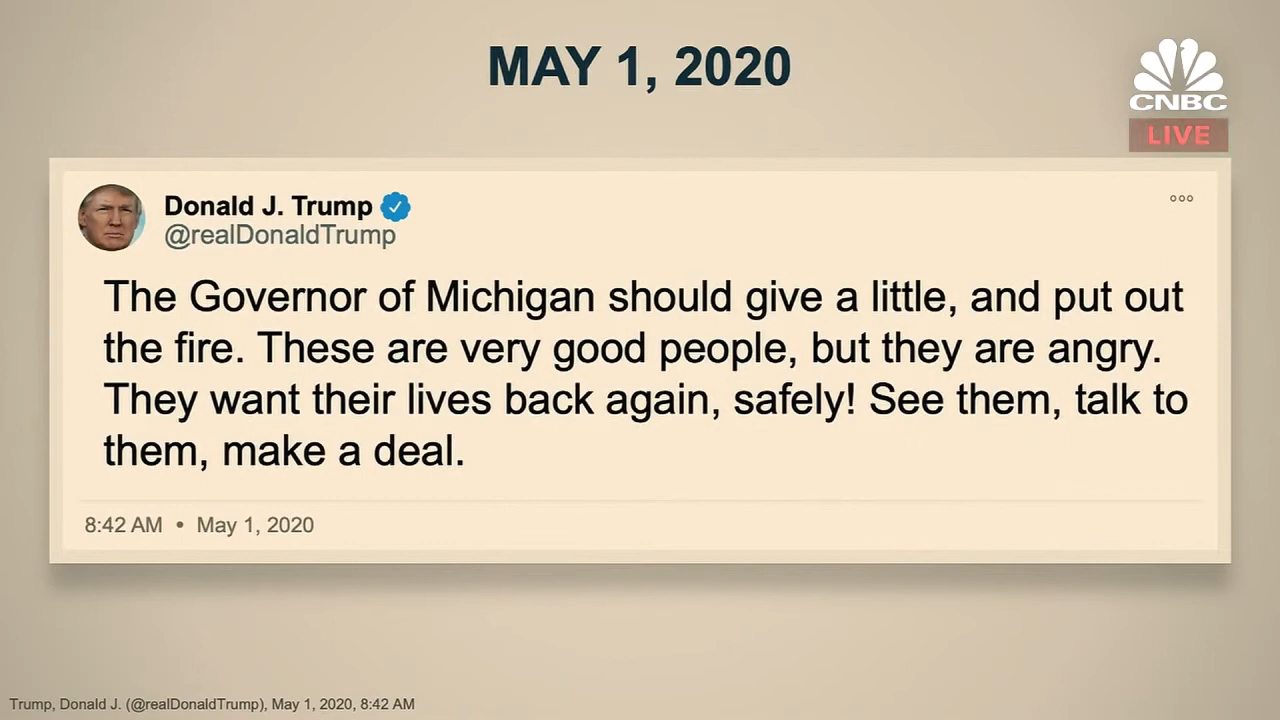 MAY 1, 2020
CNBC
LIVE
Donald J. Trump
@realDonaldTrump
The Governor of Michigan should give a little, and put out
the fire. These are very good people, but they are angry.
They want their lives back again, safely! See them, talk to
them, make a deal.
8:42 AM • May 1, 2020
Trump, Donald J. (@realDonaldTrump), May 1, 2020, 8:42 AM